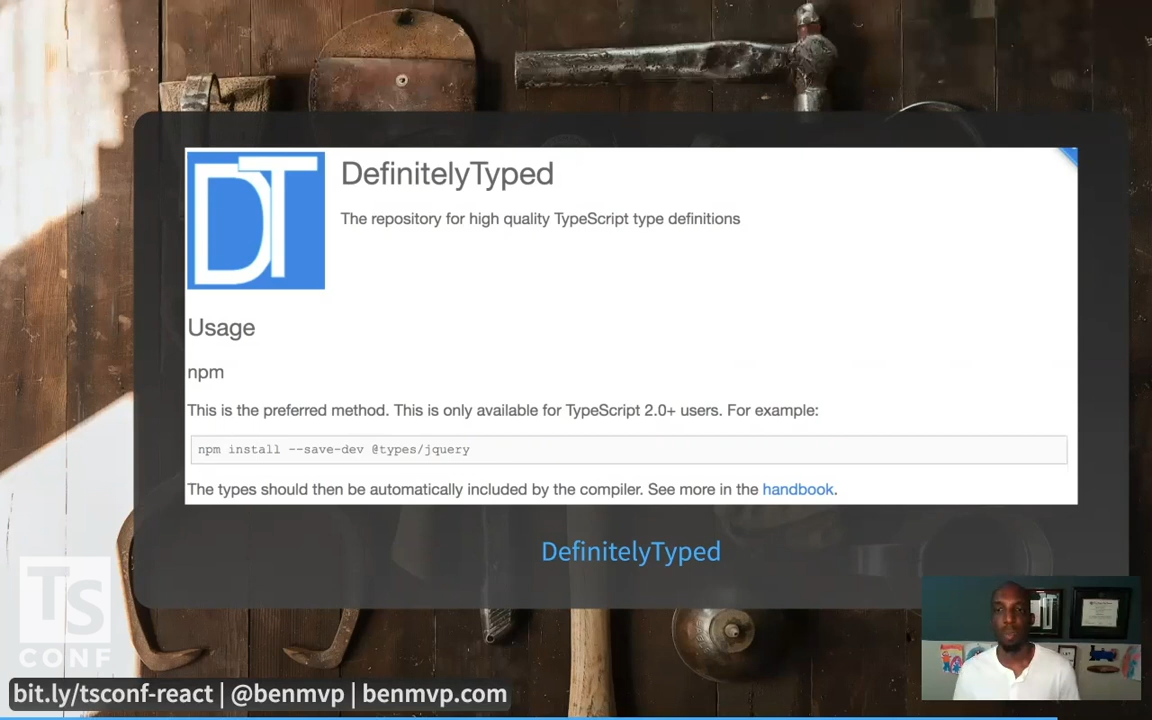 DT
DefinitelyTyped
The repository for high quality TypeScript type definitions
Usage
npm
This is the preferred method. This is only available for TypeScript 2.0+ users. For example:
npm install --save-dev @types/jquery
The types should then be automatically included by the compiler. See more in the handbook.
DefinitelyTyped
TS
CONF
bit.ly/tsconf-react | @benmvp | benmvp.com